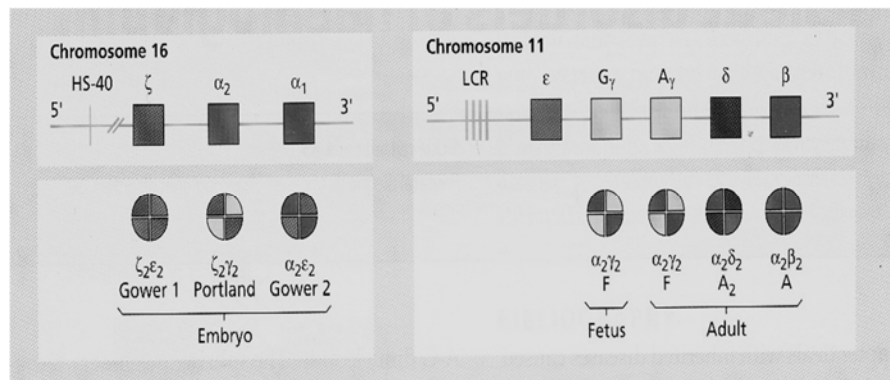 Chromosome 16
HS-40 ζ α₂ α₁
5' 3'
ζ₂ε₂ ζ₂γ₂ α₂ε₂
Gower 1 Portland Gower 2
Embryo
Chromosome 11
LCR ε Gγ Aγ δ β
5' 3'
α₂γ₂ α₂γ₂ α₂δ₂ α₂β₂
F F A₂ A
Fetus Adult